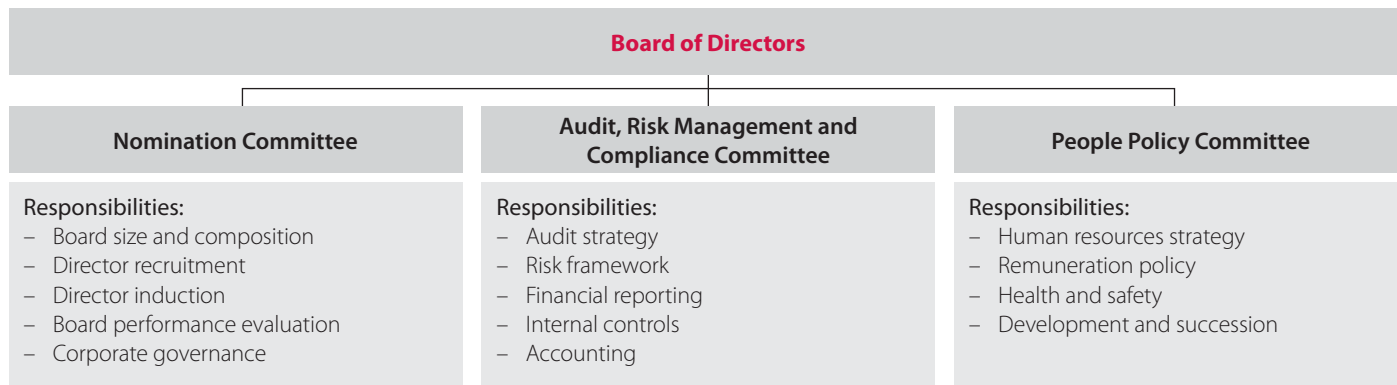 Board of Directors
Nomination Committee
Responsibilities:
– Board size and composition
– Director recruitment
– Director induction
– Board performance evaluation
– Corporate governance
Audit, Risk Management and
Compliance Committee
Responsibilities:
– Audit strategy
– Risk framework
– Financial reporting
– Internal controls
– Accounting
People Policy Committee
Responsibilities:
– Human resources strategy
– Remuneration policy
– Health and safety
– Development and succession